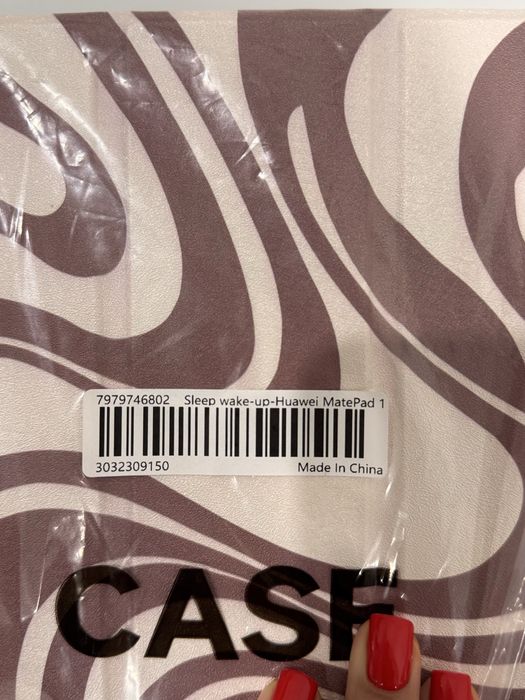 7979746802 Sleep wake-up-Huawei MatePad 1
3032309150 Made In China
CASE